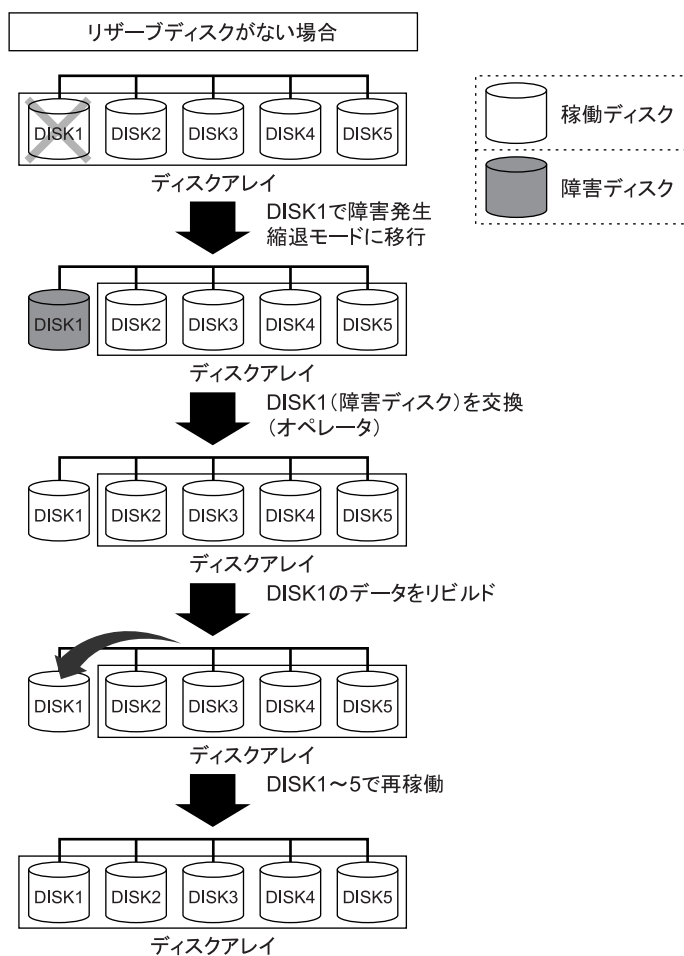 リザーブディスクがない場合
DISK1 DISK2 DISK3 DISK4 DISK5
ディスクアレイ
稼働ディスク
障害ディスク
DISK1で障害発生
縮退モードに移行
DISK1 DISK2 DISK3 DISK4 DISK5
ディスクアレイ
DISK1(障害ディスク)を交換
(オペレータ)
DISK1 DISK2 DISK3 DISK4 DISK5
ディスクアレイ
DISK1のデータをリビルド
DISK1 DISK2 DISK3 DISK4 DISK5
ディスクアレイ
DISK1～5で再稼働
DISK1 DISK2 DISK3 DISK4 DISK5
ディスクアレイ